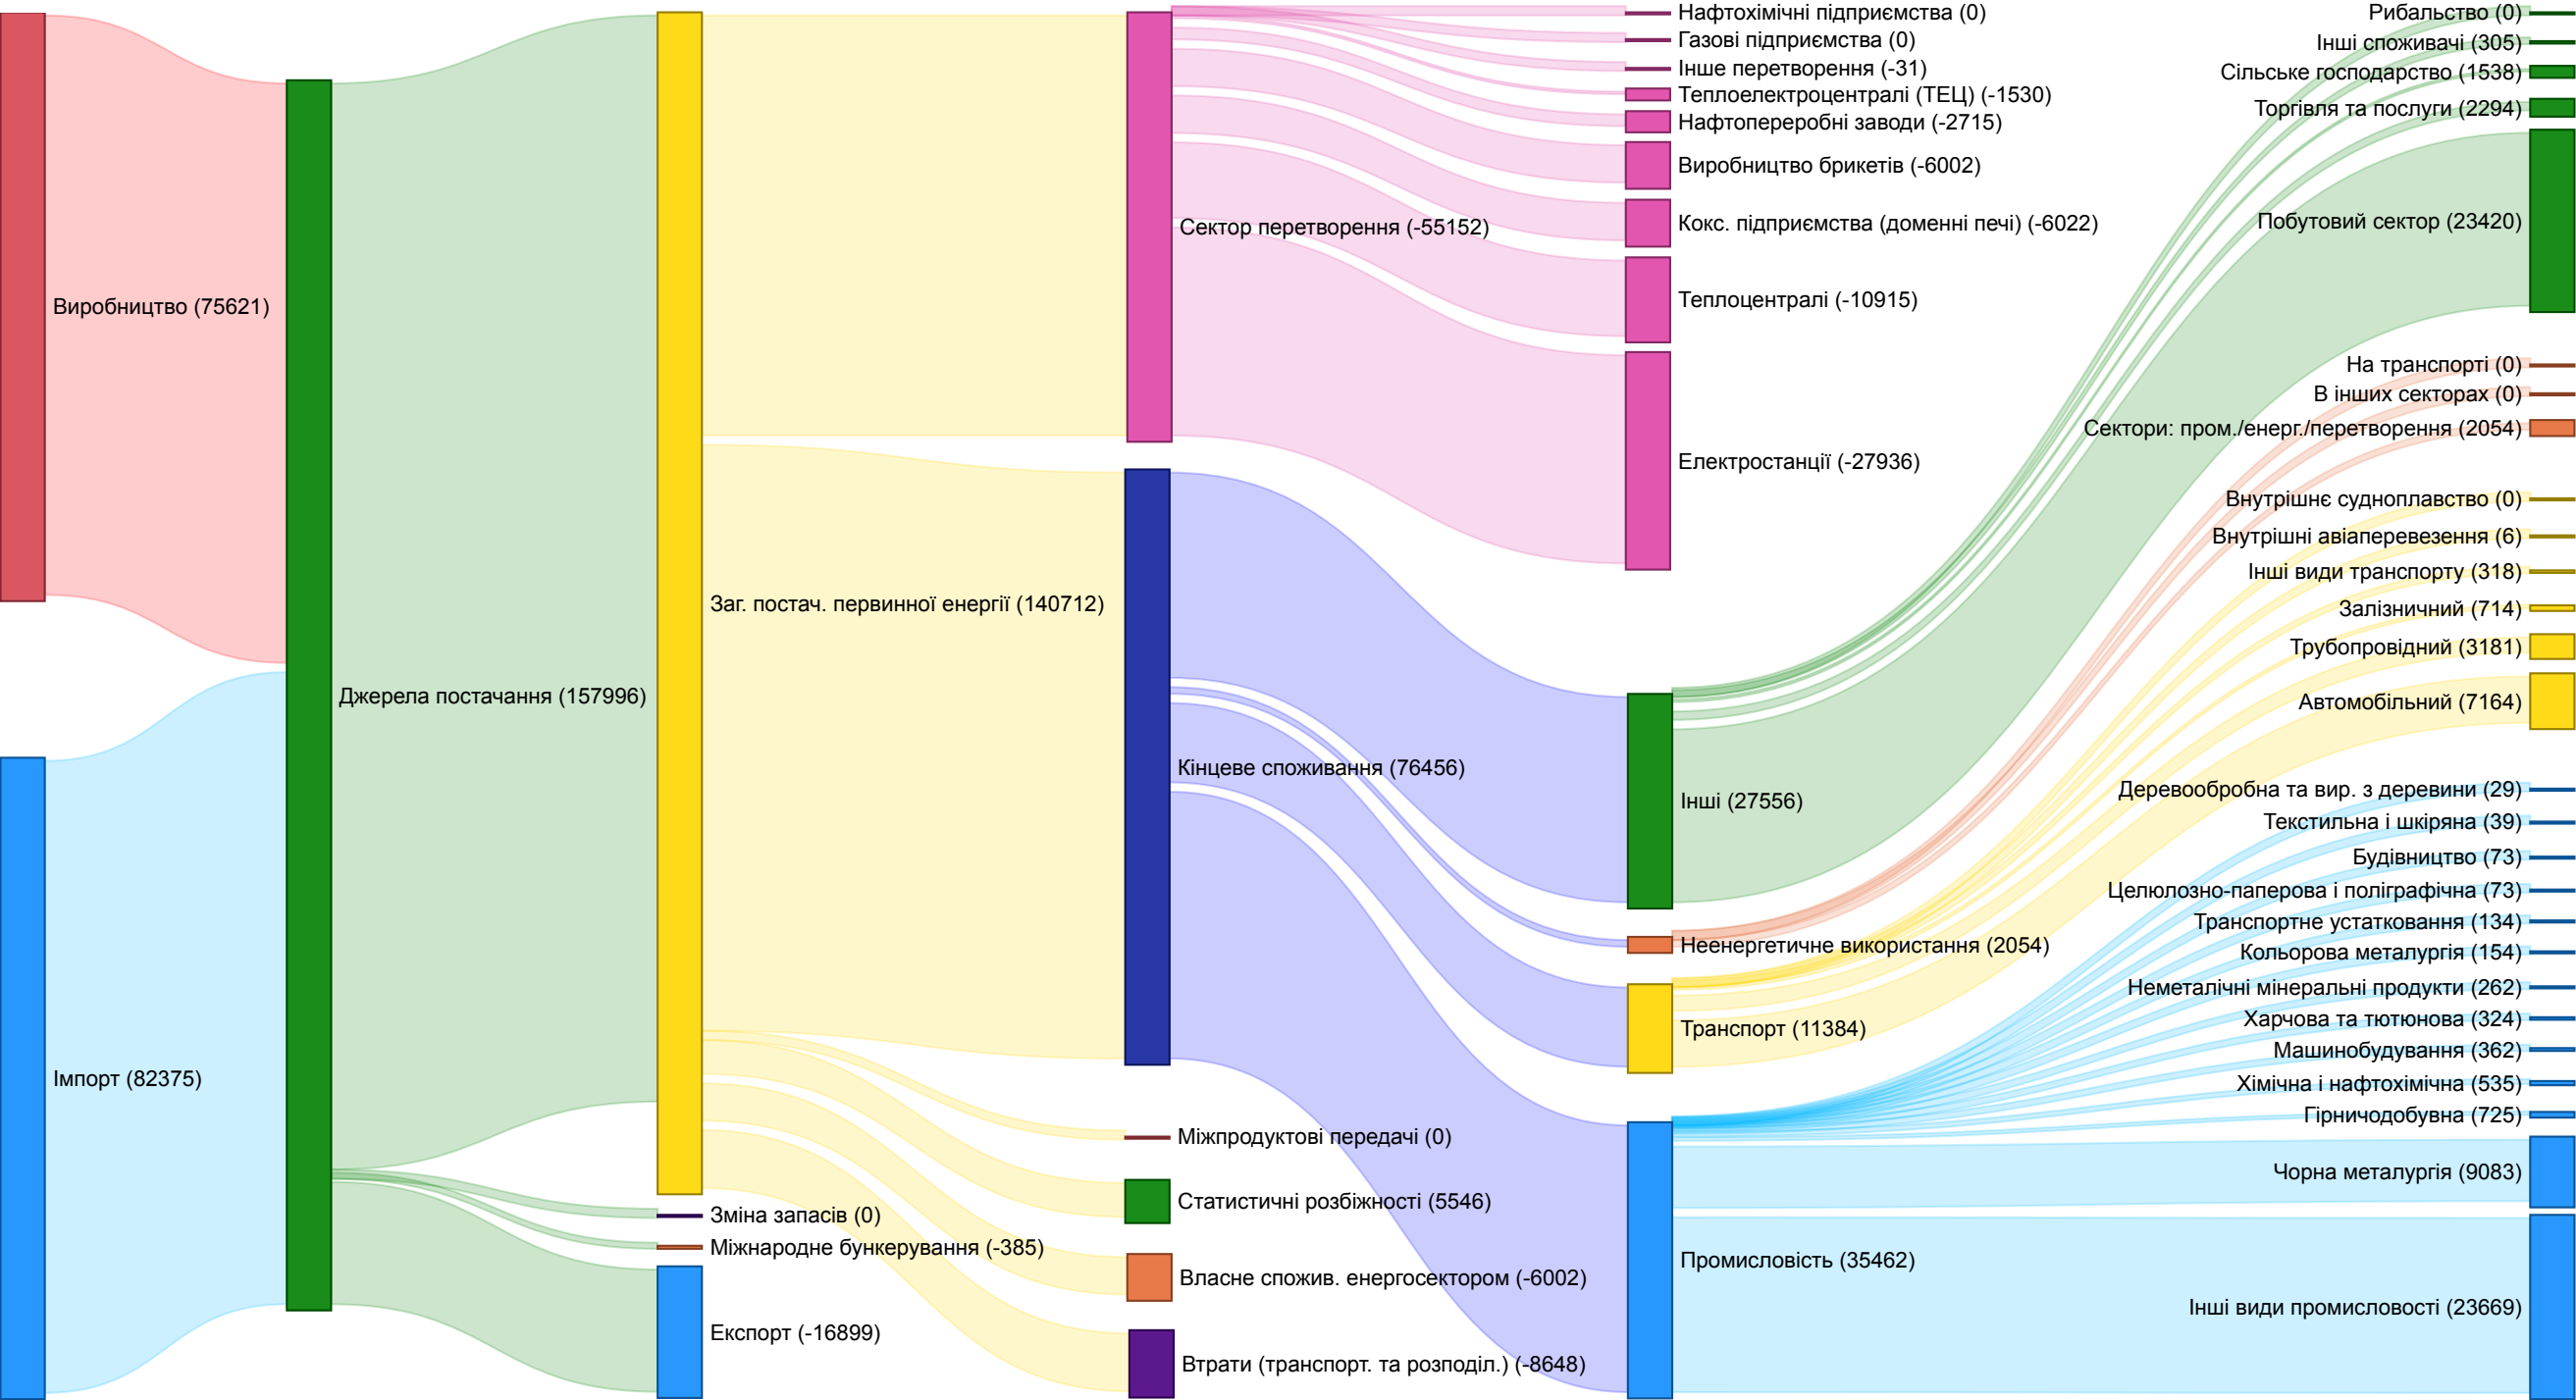 Виробництво (75621)
Імпорт (82375)
Джерела постачання (157996)
Заг. постач. первинної енергії (140712)
Зміна запасів (0)
Міжнародне бункерування (-385)
Експорт (-16899)
Сектор перетворення (-55152)
Кінцеве споживання (76456)
Міжпродуктові передачі (0)
Статистичні розбіжності (5546)
Власне спожив. енергосектором (-6002)
Втрати (транспорт. та розподіл.) (-8648)
Нафтохімічні підприємства (0)
Газові підприємства (0)
Інше перетворення (-31)
Теплоелектроцентралі (ТЕЦ) (-1530)
Нафтопереробні заводи (-2715)
Виробництво брикетів (-6002)
Кокс. підприємства (доменні печі) (-6022)
Теплоцентралі (-10915)
Електростанції (-27936)
Інші (27556)
Неенергетичне використання (2054)
Транспорт (11384)
Промисловість (35462)
Рибальство (0)
Інші споживачі (305)
Сільське господарство (1538)
Торгівля та послуги (2294)
Побутовий сектор (23420)
На транспорті (0)
В інших секторах (0)
Сектори: пром./енерг./перетворення (2054)
Внутрішнє судноплавство (0)
Внутрішні авіаперевезення (6)
Інші види транспорту (318)
Залізничний (714)
Трубопровідний (3181)
Автомобільний (7164)
Деревообробна та вир. з деревини (29)
Текстильна і шкіряна (39)
Будівництво (73)
Целюлозно-паперова і поліграфічна (73)
Транспортне устатковання (134)
Кольорова металургія (154)
Неметалічні мінеральні продукти (262)
Харчова та тютюнова (324)
Машинобудування (362)
Хімічна і нафтохімічна (535)
Гірничодобувна (725)
Чорна металургія (9083)
Інші види промисловості (23669)